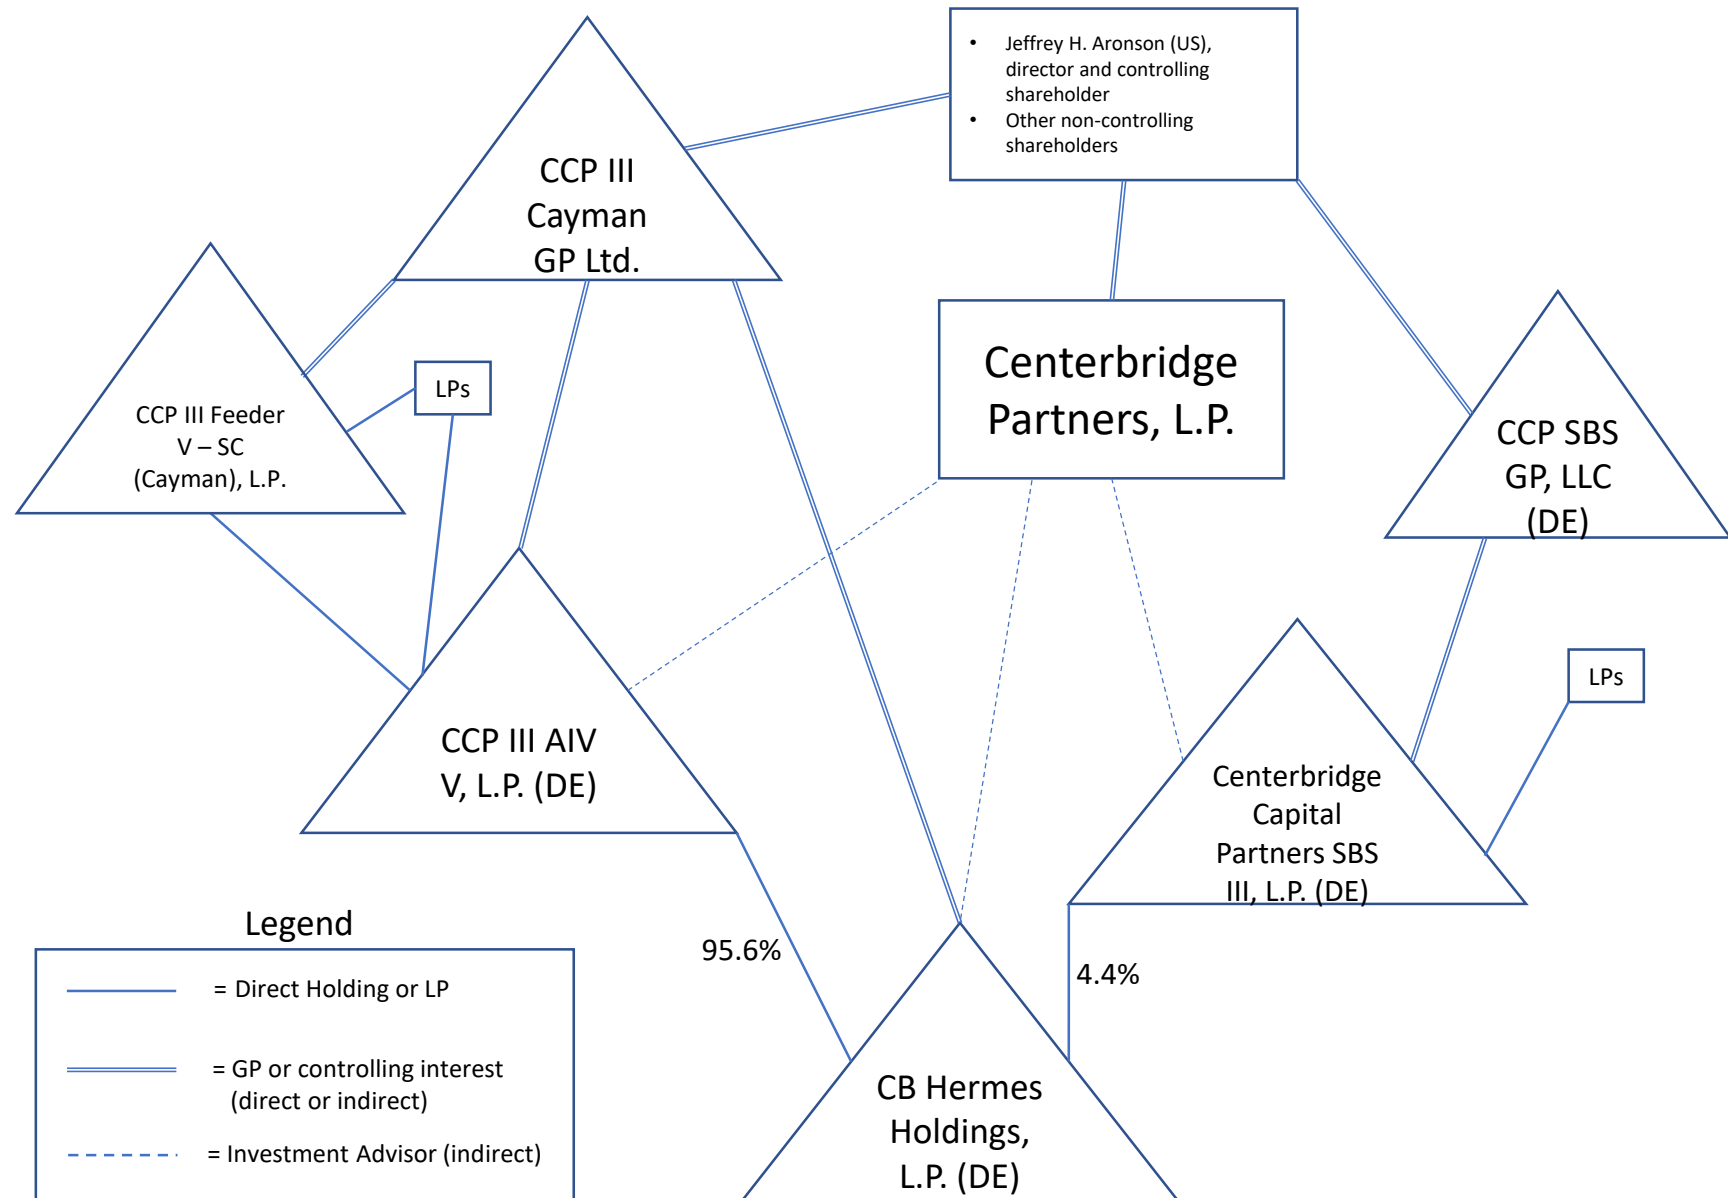 • Jeffrey H. Aronson (US),
director and controlling
shareholder
• Other non-controlling
shareholders
CCP III
Cayman
GP Ltd.
CCP III Feeder
V – SC
(Cayman), L.P.
LPs
Centerbridge
Partners, L.P.
CCP SBS
GP, LLC
(DE)
LPs
CCP III AIV
V, L.P. (DE)
Centerbridge
Capital
Partners SBS
III, L.P. (DE)
95.6%
4.4%
CB Hermes
Holdings,
L.P. (DE)
Legend
= Direct Holding or LP
= GP or controlling interest
(direct or indirect)
= Investment Advisor (indirect)